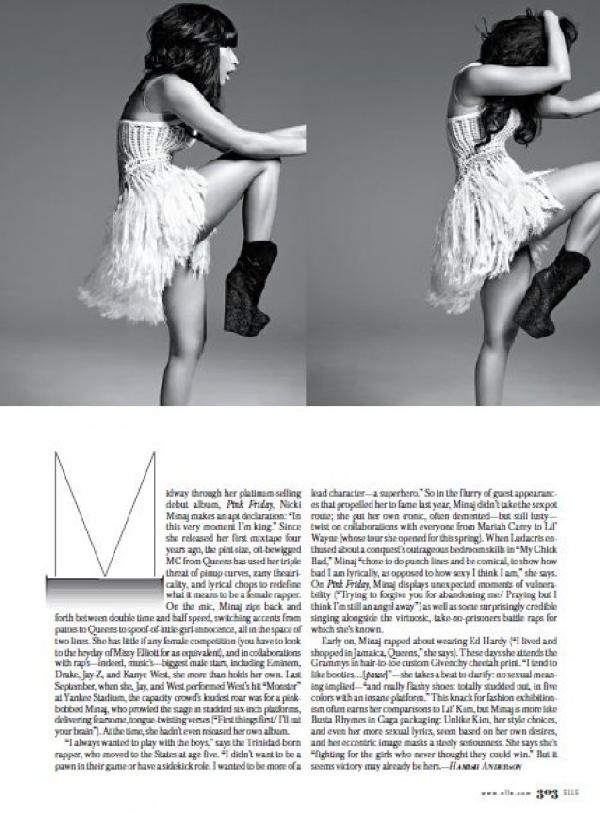 M
idway through her platinum-selling
debut album, Pink Friday, Nicki
Minaj makes an apt declaration: "In
this very moment I'm king." Since
she released her first mixtape four
years ago, the pint-size, oft-bewigged
MC from Queens has used her triple
threat of pinup curves, zany theatri-
cality, and lyrical chops to redefine
what it means to be a female rapper.
On the mic, Minaj zips back and
forth between double time and half speed, switching accents from
patois to Queens to spoof-of-little-girl-innocence, all in the space of
two lines. She has little if any female competition (you have to look
to the heyday of Missy Elliott for an equivalent), and in collaborations
with rap's—indeed, music's—biggest male stars, including Eminem,
Drake, Jay-Z, and Kanye West, she more than holds her own. Last
September, when she, Jay, and West performed West's hit "Monster"
at Yankee Stadium, the capacity crowd's loudest roar was for a pink-
bobbed Minaj, who prowled the stage in studded six-inch platforms,
delivering fearsome, tongue-twisting verses ("First things first/ I'll eat
your brain"). At the time, she hadn't even released her own album.
"I always wanted to play with the boys," says the Trinidad-born
rapper, who moved to the States at age five. "I didn't want to be a
pawn in their game or have a sidekick role. I wanted to be more of a
lead character—a superhero." So in the flurry of guest appearanc-
es that propelled her to fame last year, Minaj didn't take the sexpot
route; she put her own ironic, often demented—but still lusty—
twist on collaborations with everyone from Mariah Carey to Lil'
Wayne (whose tour she opened for this spring). When Ludacris en-
thused about a conquest's outrageous bedroom skills in "My Chick
Bad," Minaj "chose to do punch lines and be comical, to show how
bad I am lyrically, as opposed to how sexy I think I am," she says.
On Pink Friday, Minaj displays unexpected moments of vulnera-
bility ("Trying to forgive you for abandoning me/ Praying but I
think I'm still an angel away") as well as some surprisingly credible
singing alongside the virtuosic, take-no-prisoners battle raps for
which she's known.
Early on, Minaj rapped about wearing Ed Hardy ("I lived and
shopped in Jamaica, Queens," she says). These days she attends the
Grammys in hair-to-toe custom Givenchy cheetah print. "I tend to
like booties...[pause]"—she takes a beat to clarify: no sexual mean-
ing implied—"and really flashy shoes: totally studded out, in five
colors with an insane platform." This knack for fashion exhibition-
ism often earns her comparisons to Lil' Kim, but Minaj is more like
Busta Rhymes in Gaga packaging: Unlike Kim, her style choices,
and even her more sexual lyrics, seem based on her own desires,
and her eccentric image masks a steely seriousness. She says she's
"fighting for the girls who never thought they could win." But it
seems victory may already be hers.—HANNAH ANDERSON
www.elle.com 303 ELLE